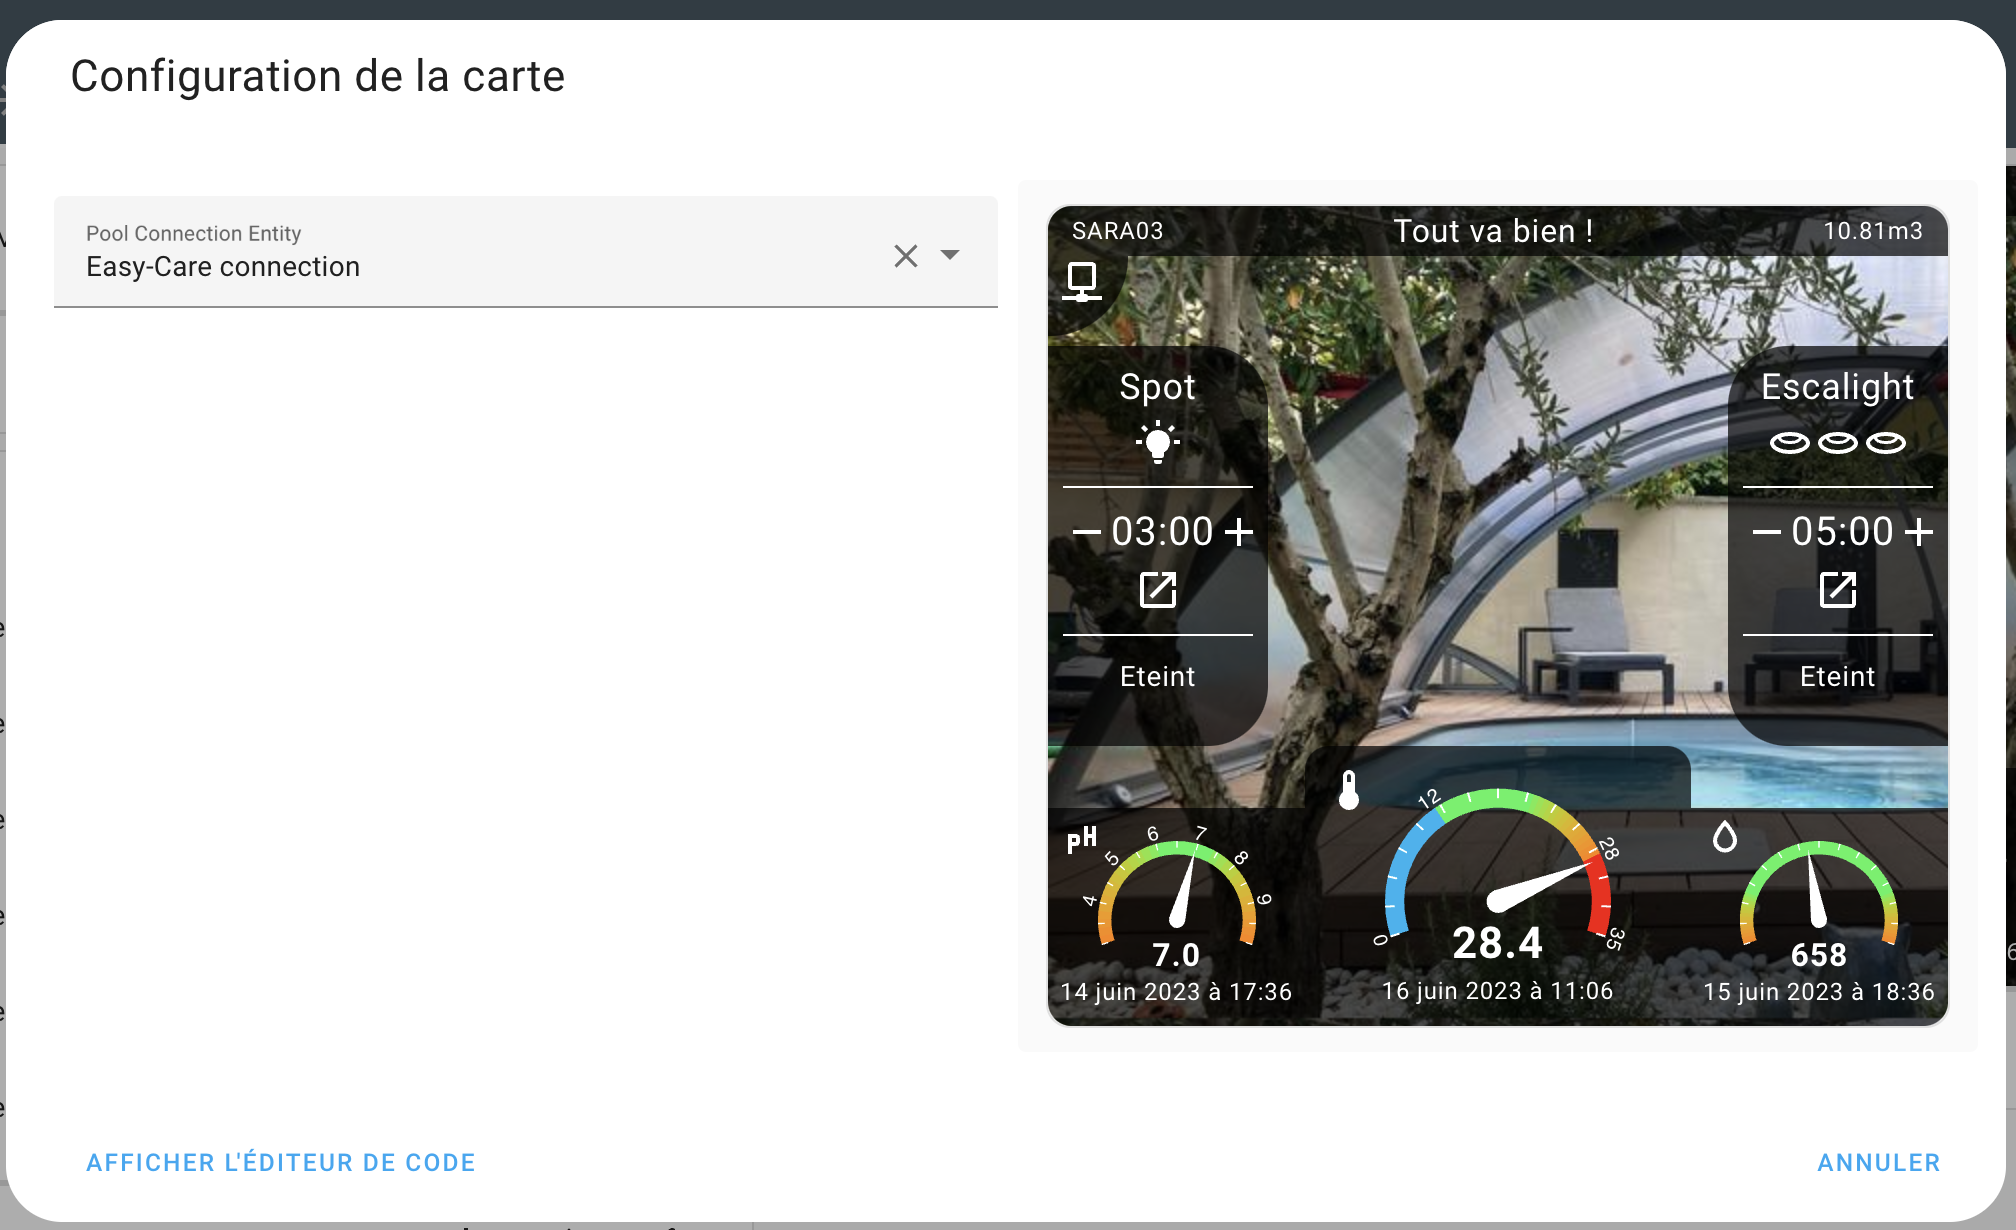 Configuration de la carte
Pool Connection Entity
Easy-Care connection
SARA03
Tout va bien !
10.81m3
Spot
03:00
Eteint
Escalight
05:00
Eteint
pH
4 5 6 7 8 9
7.0
14 juin 2023 à 17:36
0 12 28 35
28.4
16 juin 2023 à 11:06
658
15 juin 2023 à 18:36
AFFICHER L'ÉDITEUR DE CODE
ANNULER